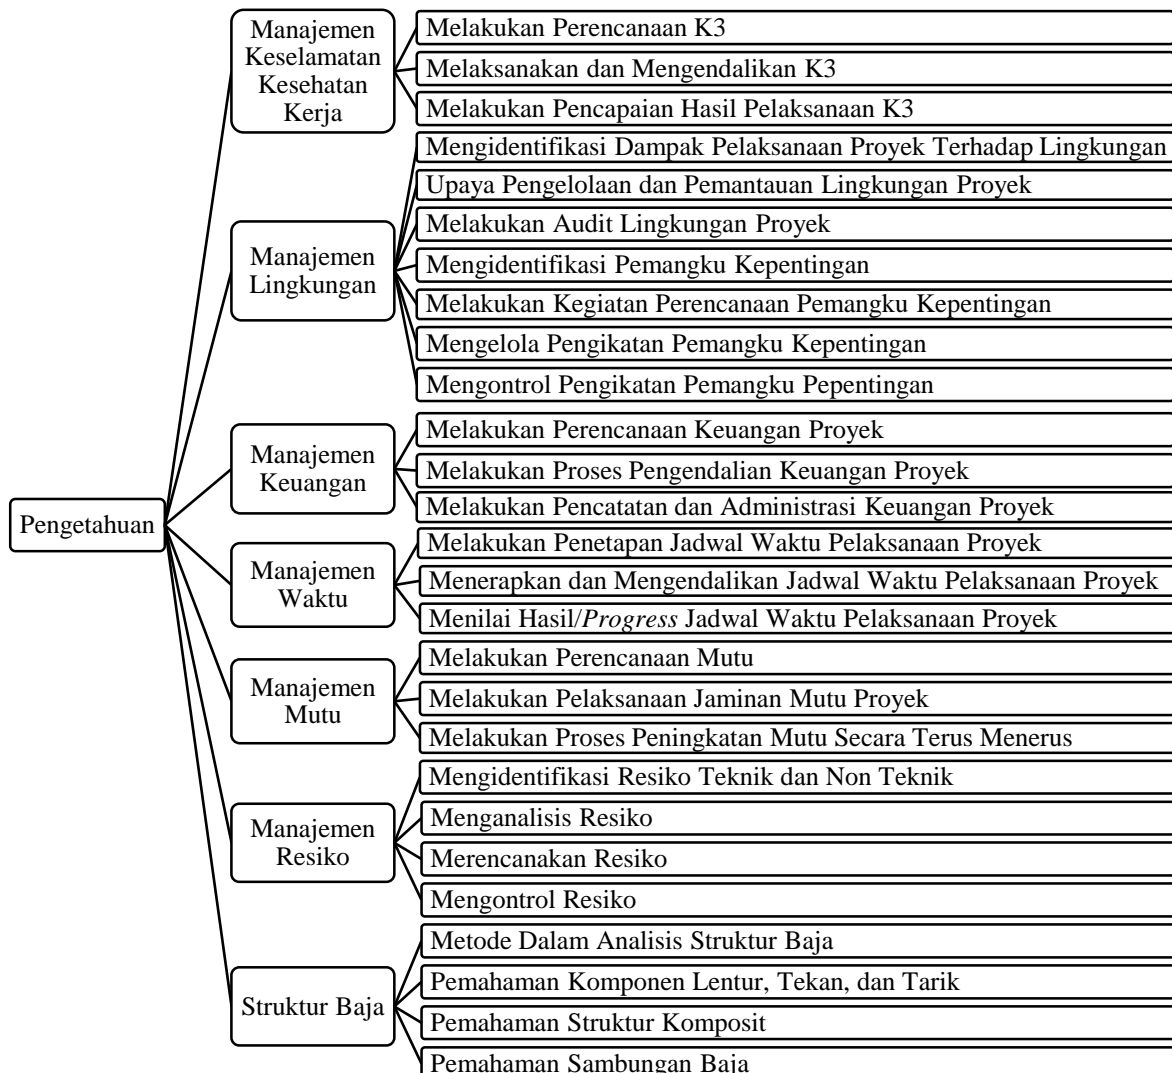 Pengetahuan
Manajemen
Keselamatan
Kesehatan
Kerja
Melakukan Perencanaan K3
Melaksanakan dan Mengendalikan K3
Melakukan Pencapaian Hasil Pelaksanaan K3
Manajemen
Lingkungan
Mengidentifikasi Dampak Pelaksanaan Proyek Terhadap Lingkungan
Upaya Pengelolaan dan Pemantauan Lingkungan Proyek
Melakukan Audit Lingkungan Proyek
Mengidentifikasi Pemangku Kepentingan
Melakukan Kegiatan Perencanaan Pemangku Kepentingan
Mengelola Pengikatan Pemangku Kepentingan
Mengontrol Pengikatan Pemangku Pepentingan
Manajemen
Keuangan
Melakukan Perencanaan Keuangan Proyek
Melakukan Proses Pengendalian Keuangan Proyek
Melakukan Pencatatan dan Administrasi Keuangan Proyek
Manajemen
Waktu
Melakukan Penetapan Jadwal Waktu Pelaksanaan Proyek
Menerapkan dan Mengendalikan Jadwal Waktu Pelaksanaan Proyek
Menilai Hasil/Progress Jadwal Waktu Pelaksanaan Proyek
Manajemen
Mutu
Melakukan Perencanaan Mutu
Melakukan Pelaksanaan Jaminan Mutu Proyek
Melakukan Proses Peningkatan Mutu Secara Terus Menerus
Manajemen
Resiko
Mengidentifikasi Resiko Teknik dan Non Teknik
Menganalisis Resiko
Merencanakan Resiko
Mengontrol Resiko
Struktur Baja
Metode Dalam Analisis Struktur Baja
Pemahaman Komponen Lentur, Tekan, dan Tarik
Pemahaman Struktur Komposit
Pemahaman Sambungan Baja